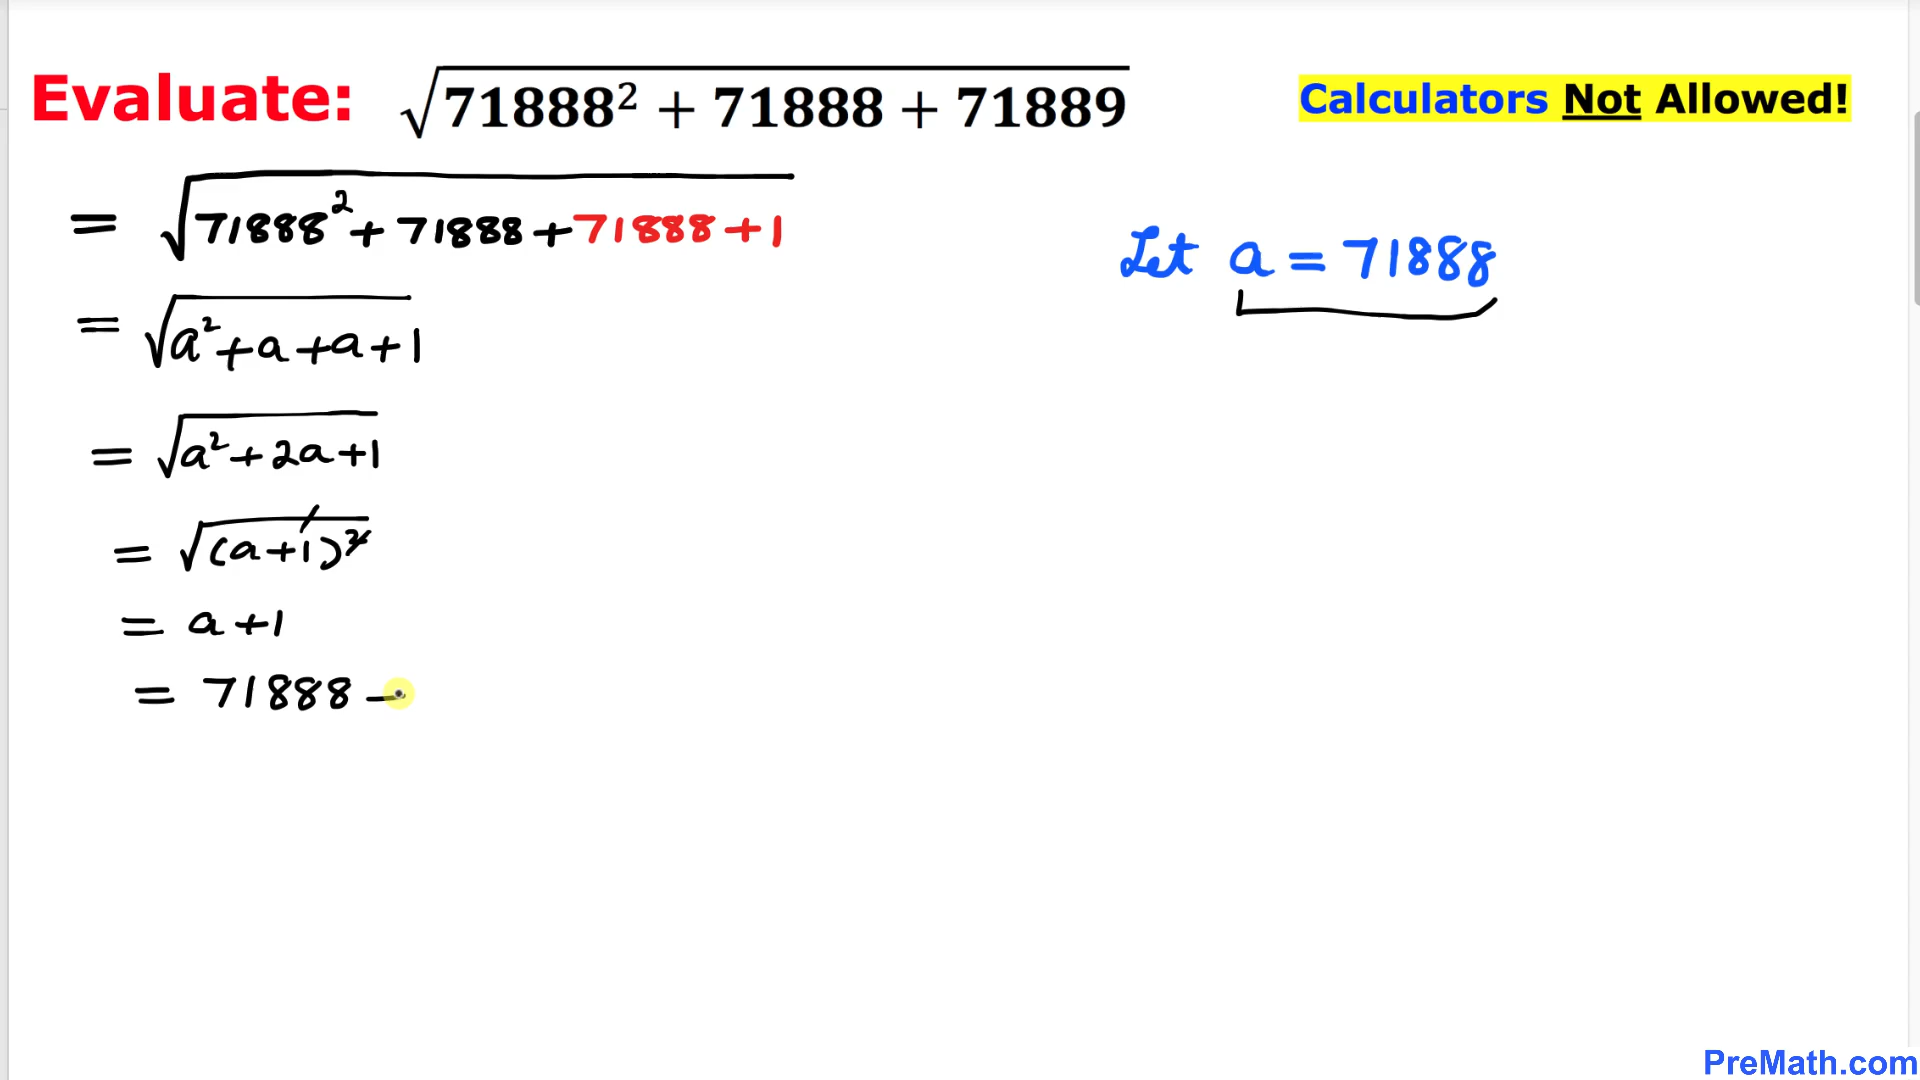 Evaluate: √71888² + 71888 + 71889
Calculators Not Allowed!
= √71888² + 71888 + 71888 + 1
Let a = 71888
= √a² + a + a + 1
= √a² + 2a + 1
= √(a + 1)²
= a + 1
= 71888 -
PreMath.com